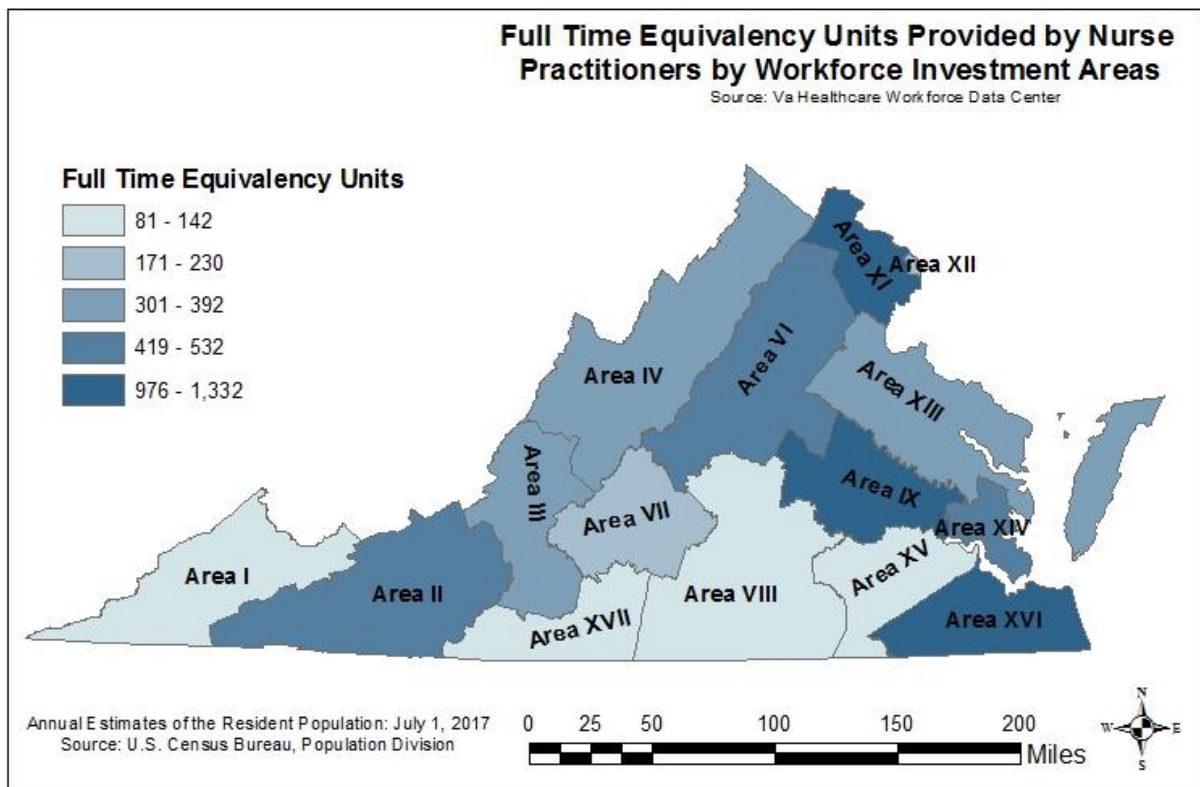 Full Time Equivalency Units Provided by Nurse
Practitioners by Workforce Investment Areas
Source: Va Healthcare Workforce Data Center
Full Time Equivalency Units
81 - 142
171 - 230
301 - 392
419 - 532
976 - 1,332
Area XI
Area XII
Area VI
Area IV
Area XIII
Area III
Area IX
Area VII
Area XIV
Area XV
Area I
Area II
Area VIII
Area XVII
Area XVI
Annual Estimates of the Resident Population: July 1, 2017
Source: U.S. Census Bureau, Population Division
0 25 50 100 150 200
Miles
N
W E
S